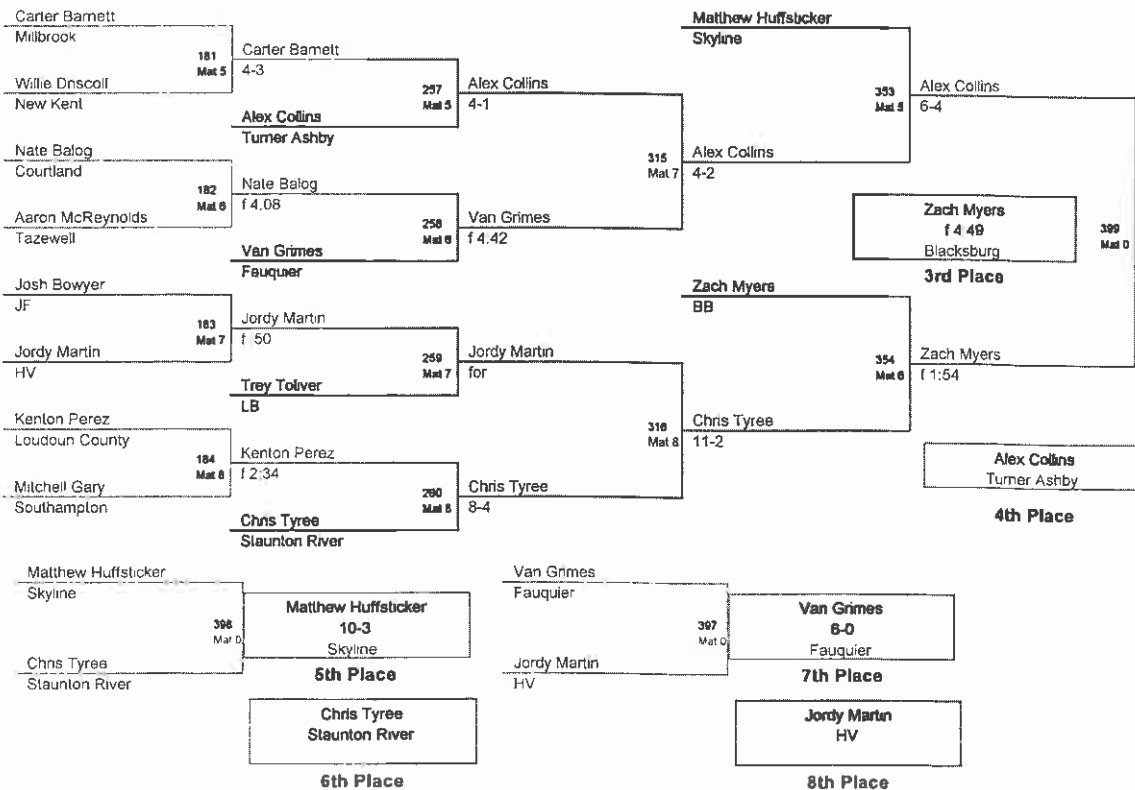 Carter Barnett
Millbrook
181
Mat 5
Willie Driscoll
New Kent
Carter Barnett
4-3
Alex Collins
Turner Ashby
257
Mat 5
Alex Collins
4-1
Nate Balog
Courtland
182
Mat 6
Aaron McReynolds
Tazewell
Nate Balog
f 4.08
Van Grimes
Fauquier
258
Mat 6
Van Grimes
f 4.42
315
Mat 7
Alex Collins
4-2
Matthew Huffsticker
Skyline
353
Mat 5
Alex Collins
6-4
Josh Bowyer
JF
183
Mat 7
Jordy Martin
HV
Jordy Martin
f :50
Trey Toliver
LB
259
Mat 7
Jordy Martin
for
Kenton Perez
Loudoun County
184
Mat 8
Mitchell Gary
Southampton
Kenton Perez
f 2:34
Chris Tyree
Staunton River
260
Mat 8
Chris Tyree
8-4
316
Mat 8
Chris Tyree
11-2
Zach Myers
BB
354
Mat 6
Zach Myers
f 1:54
399
Mat 0
Zach Myers
f 4:49
Blacksburg
3rd Place
Alex Collins
Turner Ashby
4th Place
Matthew Huffsticker
Skyline
Mat 0
Chris Tyree
Staunton River
Matthew Huffsticker
10-3
Skyline
5th Place
Chris Tyree
Staunton River
6th Place
Van Grimes
Fauquier
397
Mat 0
Jordy Martin
HV
Van Grimes
6-0
Fauquier
7th Place
Jordy Martin
HV
8th Place